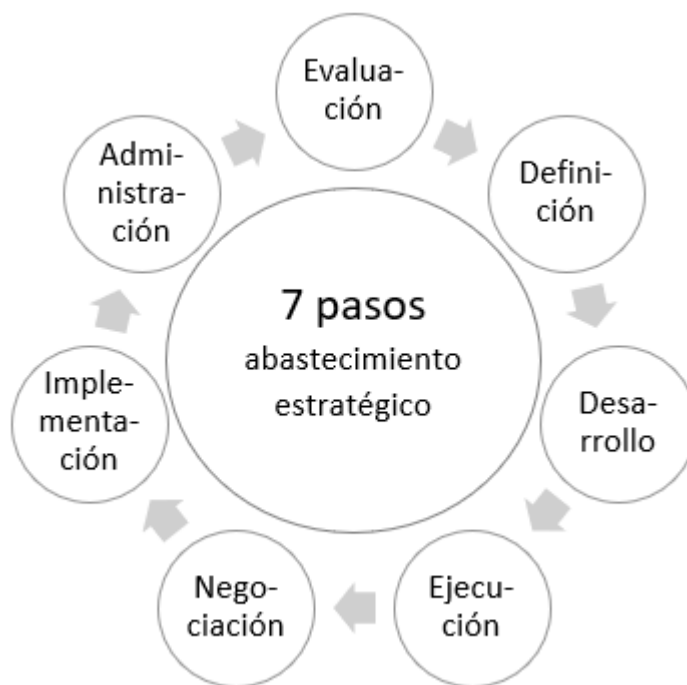 Evalua-
ción
Defini-
ción
Desa-
rrollo
Ejecu-
ción
Nego-
ciación
Imple-
menta-
ción
Admi-
nistra-
ción
7 pasos
abastecimiento
estratégico